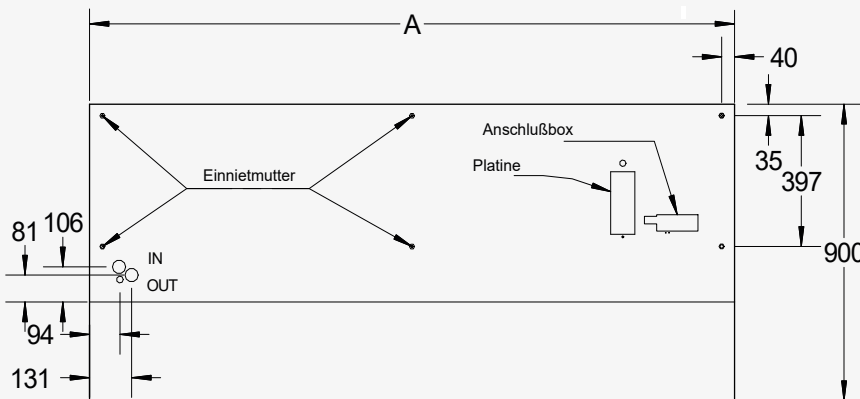 A
40
Anschlußbox
Platine
35
397
Einnietmutter
106
81
IN
OUT
900
94
131